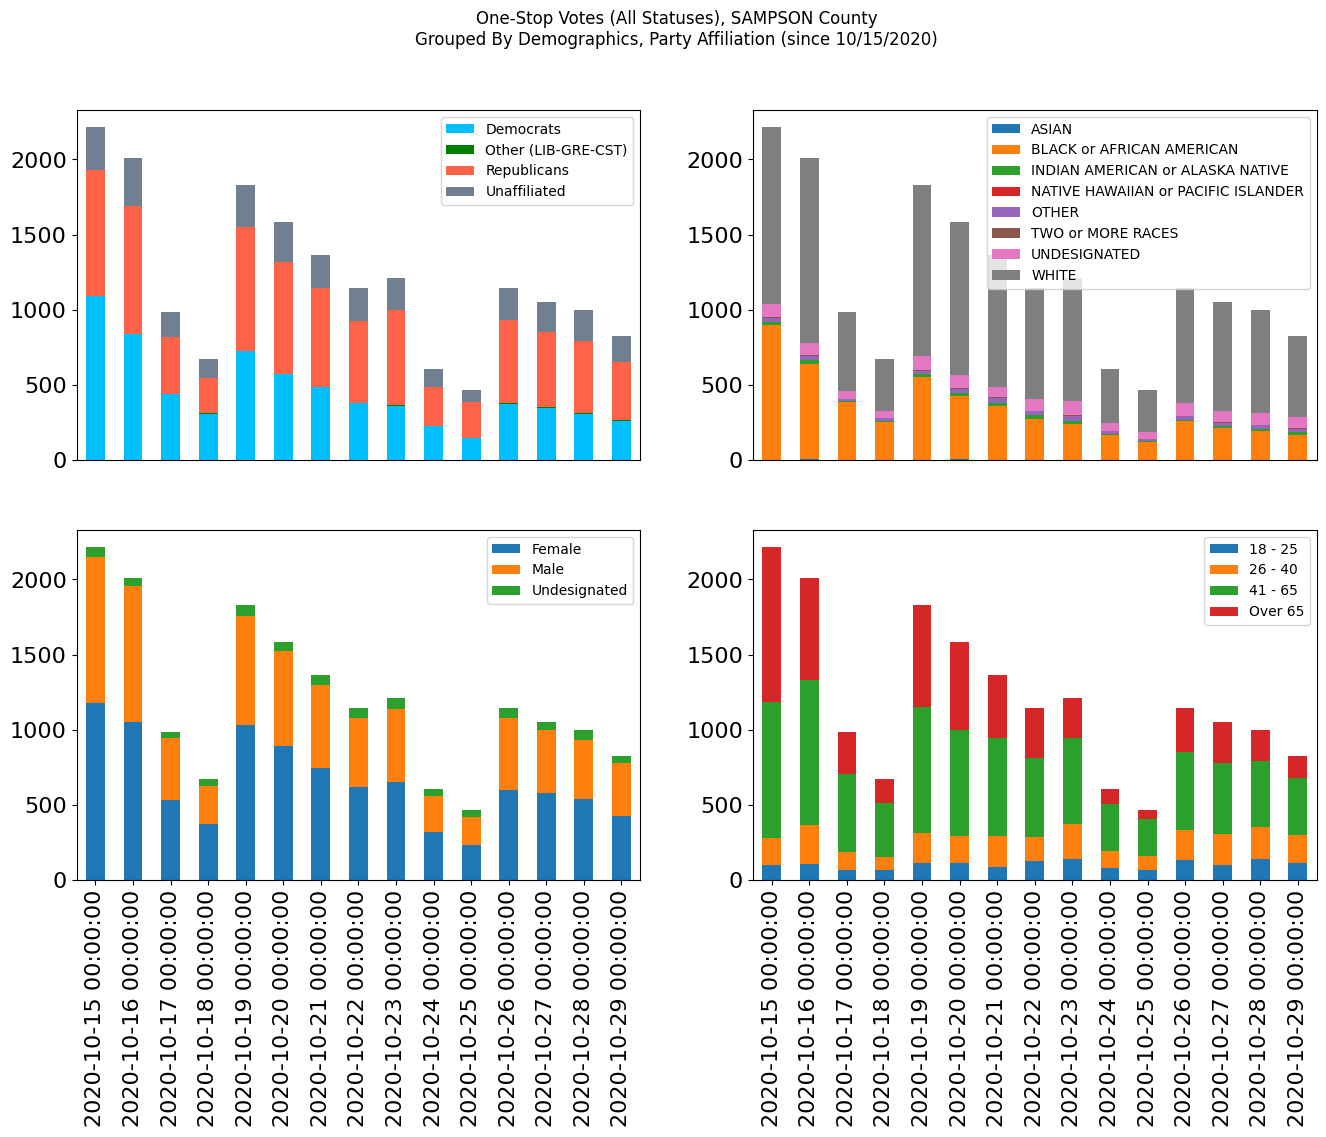 One-Stop Votes (All Statuses), SAMPSON County
Grouped By Demographics, Party Affiliation (since 10/15/2020)
2000
1500
1000
500
0
Democrats
Other (LIB-GRE-CST)
Republicans
Unaffiliated
2000
1500
1000
500
0
ASIAN
BLACK or AFRICAN AMERICAN
INDIAN AMERICAN or ALASKA NATIVE
NATIVE HAWAIIAN or PACIFIC ISLANDER
OTHER
TWO or MORE RACES
UNDESIGNATED
WHITE
2000
1500
1000
500
0
Female
Male
Undesignated
2020-10-15 00:00:00
2020-10-16 00:00:00
2020-10-17 00:00:00
2020-10-18 00:00:00
2020-10-19 00:00:00
2020-10-20 00:00:00
2020-10-21 00:00:00
2020-10-22 00:00:00
2020-10-23 00:00:00
2020-10-24 00:00:00
2020-10-25 00:00:00
2020-10-26 00:00:00
2020-10-27 00:00:00
2020-10-28 00:00:00
2020-10-29 00:00:00
2000
1500
1000
500
0
18 - 25
26 - 40
41 - 65
Over 65
2020-10-15 00:00:00
2020-10-16 00:00:00
2020-10-17 00:00:00
2020-10-18 00:00:00
2020-10-19 00:00:00
2020-10-20 00:00:00
2020-10-21 00:00:00
2020-10-22 00:00:00
2020-10-23 00:00:00
2020-10-24 00:00:00
2020-10-25 00:00:00
2020-10-26 00:00:00
2020-10-27 00:00:00
2020-10-28 00:00:00
2020-10-29 00:00:00